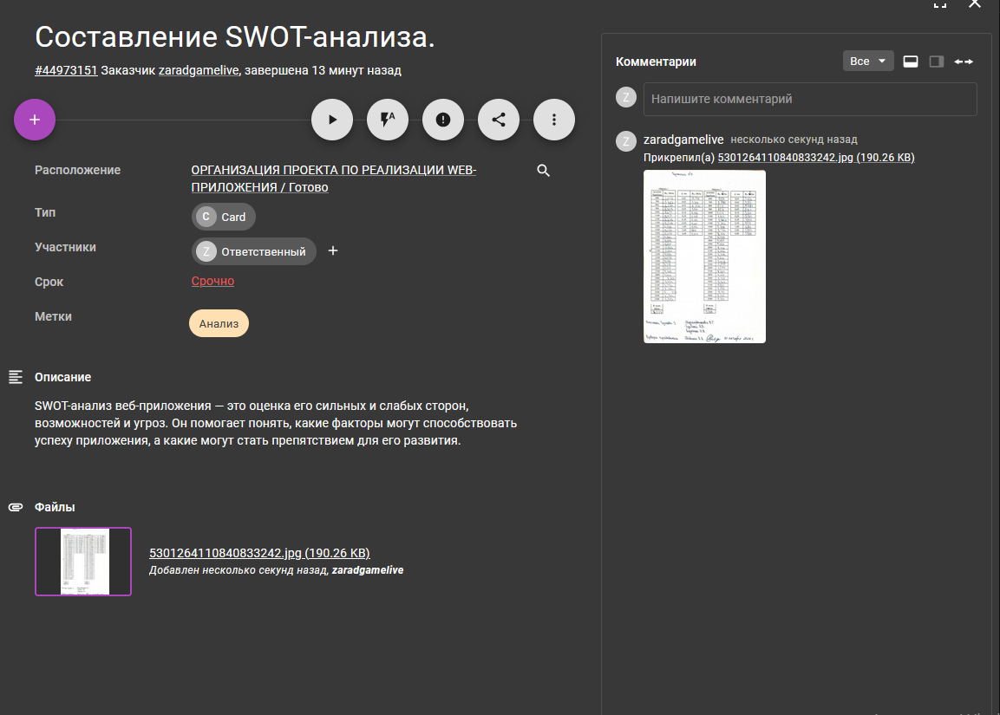 Составление SWOT-анализа.
#44973151 Заказчик zaradgamelive, завершена 13 минут назад
Расположение
ОРГАНИЗАЦИЯ ПРОЕКТА ПО РЕАЛИЗАЦИИ WEB-
ПРИЛОЖЕНИЯ / Готово
Тип
C Card
Участники
Z Ответственный
Срок
Срочно
Метки
Анализ
Описание
SWOT-анализ веб-приложения — это оценка его сильных и слабых сторон,
возможностей и угроз. Он помогает понять, какие факторы могут способствовать
успеху приложения, а какие могут стать препятствием для его развития.
Файлы
5301264110840833242.jpg (190.26 KB)
Добавлен несколько секунд назад, zaradgamelive
Комментарии
Все
Z
Напишите комментарий
Z
zaradgamelive несколько секунд назад
Прикрепил(а) 5301264110840833242.jpg (190.26 KB)